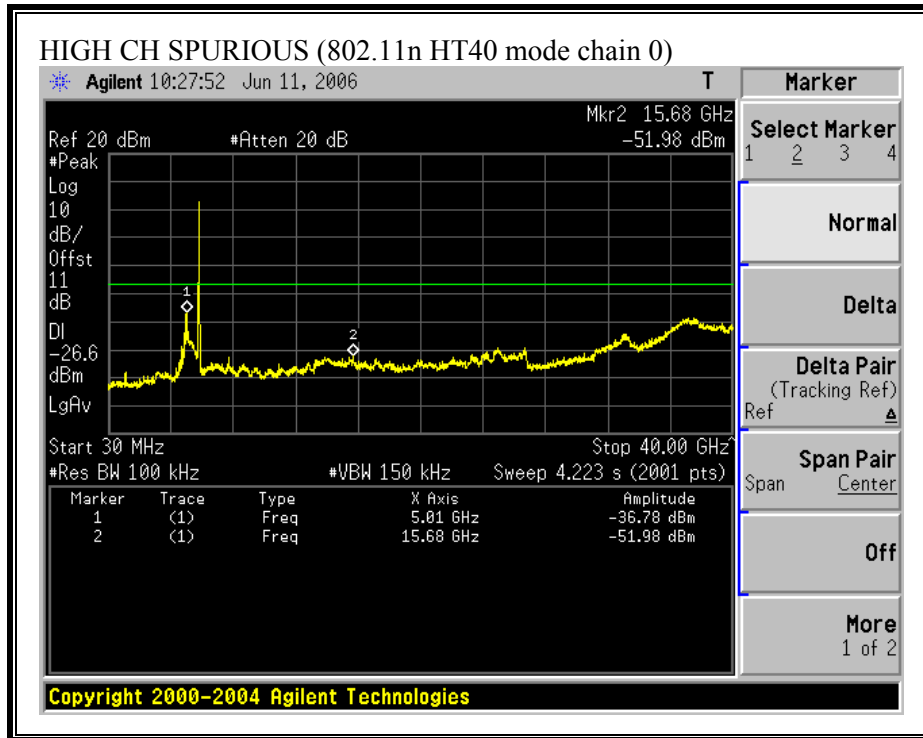 HIGH CH SPURIOUS (802.11n HT40 mode chain 0)
Agilent 10:27:52 Jun 11, 2006 T
Mkr2 15.68 GHz
Ref 20 dBm #Atten 20 dB -51.98 dBm
#Peak
Log
10
dB/
Offst
11
dB
DI
-26.6
dBm
LgAv
1
2
Start 30 MHz Stop 40.00 GHz^
#Res BW 100 kHz #VBW 150 kHz Sweep 4.223 s (2001 pts)
Marker Trace Type X Axis Amplitude
1 (1) Freq 5.01 GHz -36.78 dBm
2 (1) Freq 15.68 GHz -51.98 dBm
Copyright 2000-2004 Agilent Technologies
Marker
Select Marker
1 2 3 4
Normal
Delta
Delta Pair
(Tracking Ref)
Ref Δ
Span Pair
Span Center
Off
More
1 of 2